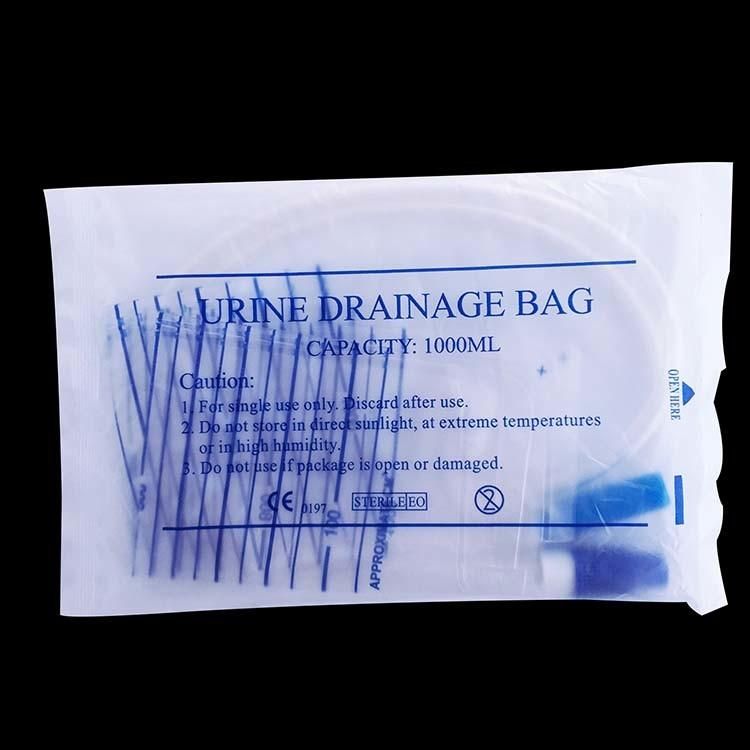 URINE DRAINAGE BAG
CAPACITY: 1000ML
Caution:
1. For single use only. Discard after use.
2. Do not store in direct sunlight, at extreme temperatures
or in high humidity.
3. Do not use if package is open or damaged.
CE 0197 STERILE EO 2
OPEN HERE
100